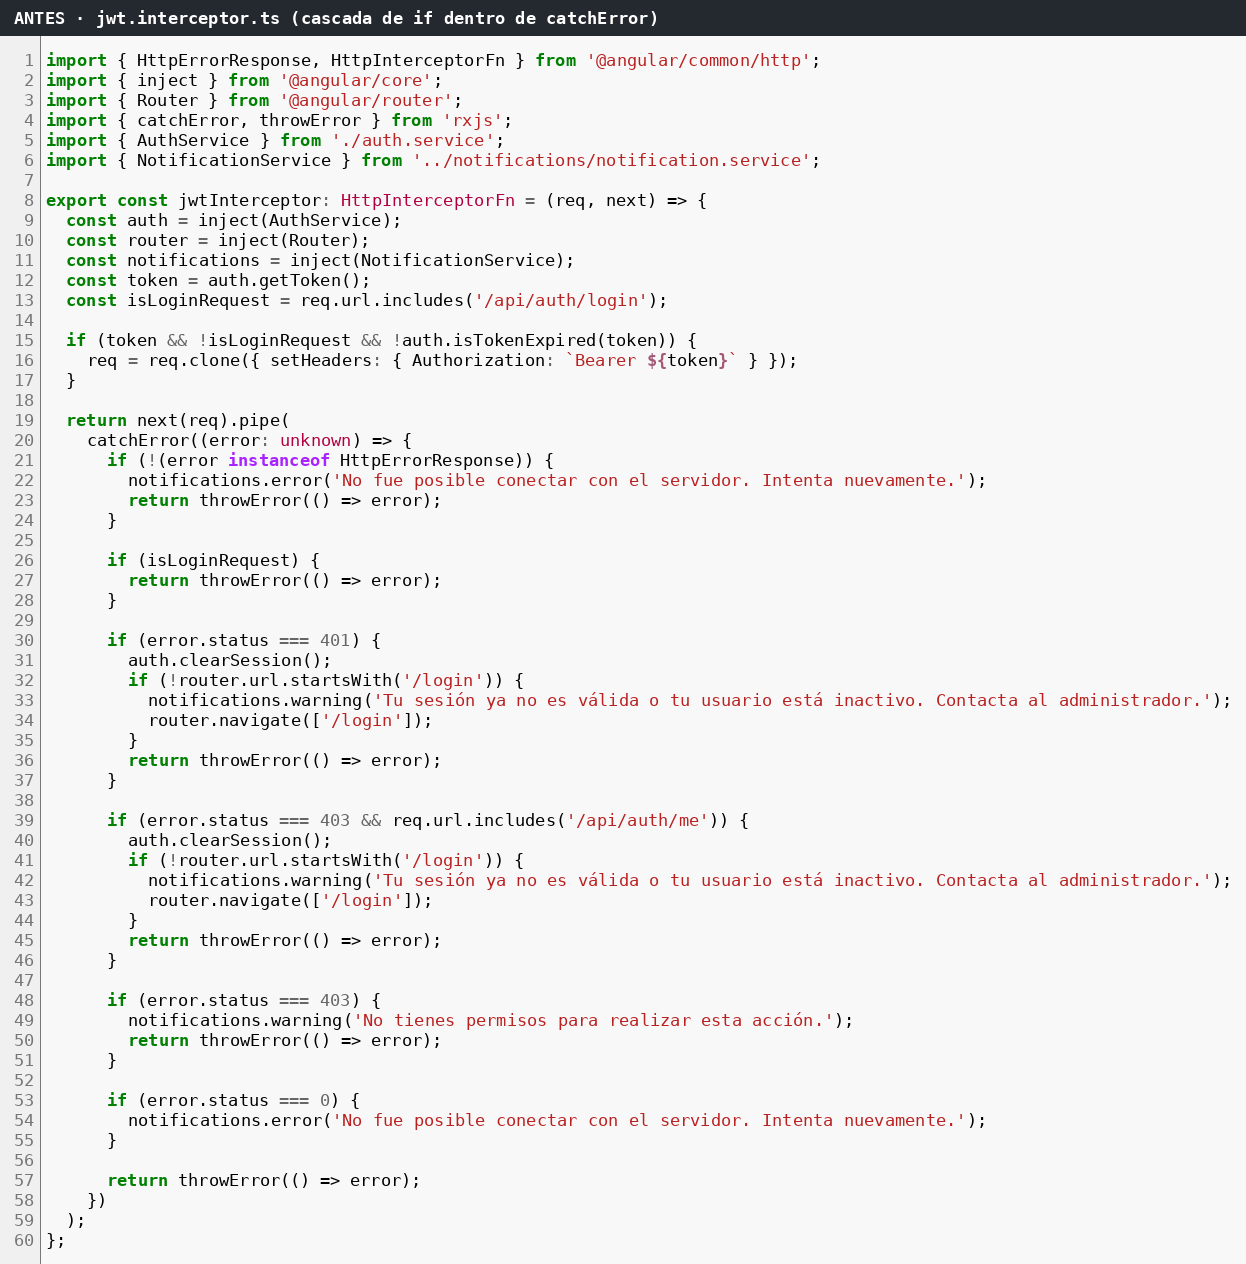 ANTES · jwt.interceptor.ts (cascada de if dentro de catchError)
1 import { HttpErrorResponse, HttpInterceptorFn } from '@angular/common/http';
2 import { inject } from '@angular/core';
3 import { Router } from '@angular/router';
4 import { catchError, throwError } from 'rxjs';
5 import { AuthService } from './auth.service';
6 import { NotificationService } from '../notifications/notification.service';
7
8 export const jwtInterceptor: HttpInterceptorFn = (req, next) => {
9   const auth = inject(AuthService);
10   const router = inject(Router);
11   const notifications = inject(NotificationService);
12   const token = auth.getToken();
13   const isLoginRequest = req.url.includes('/api/auth/login');
14
15   if (token && !isLoginRequest && !auth.isTokenExpired(token)) {
16     req = req.clone({ setHeaders: { Authorization: `Bearer ${token}` } });
17   }
18
19   return next(req).pipe(
20     catchError((error: unknown) => {
21       if (!(error instanceof HttpErrorResponse)) {
22         notifications.error('No fue posible conectar con el servidor. Intenta nuevamente.');
23         return throwError(() => error);
24       }
25
26       if (isLoginRequest) {
27         return throwError(() => error);
28       }
29
30       if (error.status === 401) {
31         auth.clearSession();
32         if (!router.url.startsWith('/login')) {
33           notifications.warning('Tu sesión ya no es válida o tu usuario está inactivo. Contacta al administrador.');
34           router.navigate(['/login']);
35         }
36         return throwError(() => error);
37       }
38
39       if (error.status === 403 && req.url.includes('/api/auth/me')) {
40         auth.clearSession();
41         if (!router.url.startsWith('/login')) {
42           notifications.warning('Tu sesión ya no es válida o tu usuario está inactivo. Contacta al administrador.');
43           router.navigate(['/login']);
44         }
45         return throwError(() => error);
46       }
47
48       if (error.status === 403) {
49         notifications.warning('No tienes permisos para realizar esta acción.');
50         return throwError(() => error);
51       }
52
53       if (error.status === 0) {
54         notifications.error('No fue posible conectar con el servidor. Intenta nuevamente.');
55       }
56
57       return throwError(() => error);
58     })
59   );
60 };